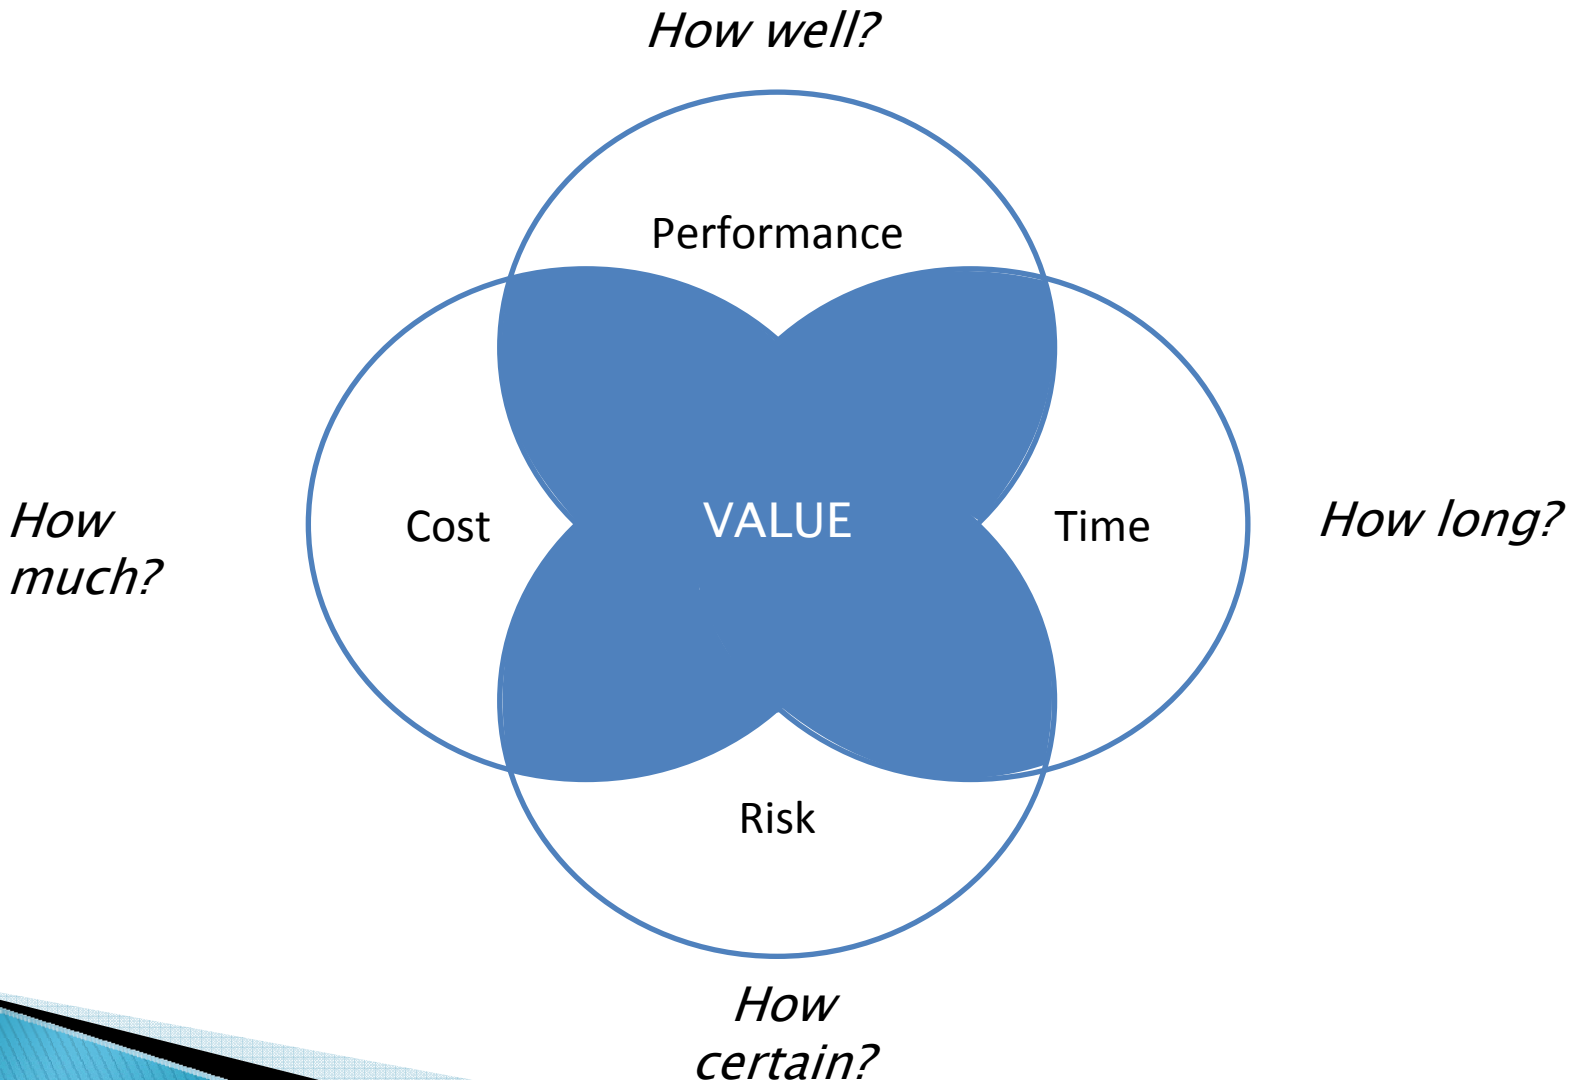 How well?
Performance
How
much?
Cost
VALUE
Time
How long?
Risk
How
certain?